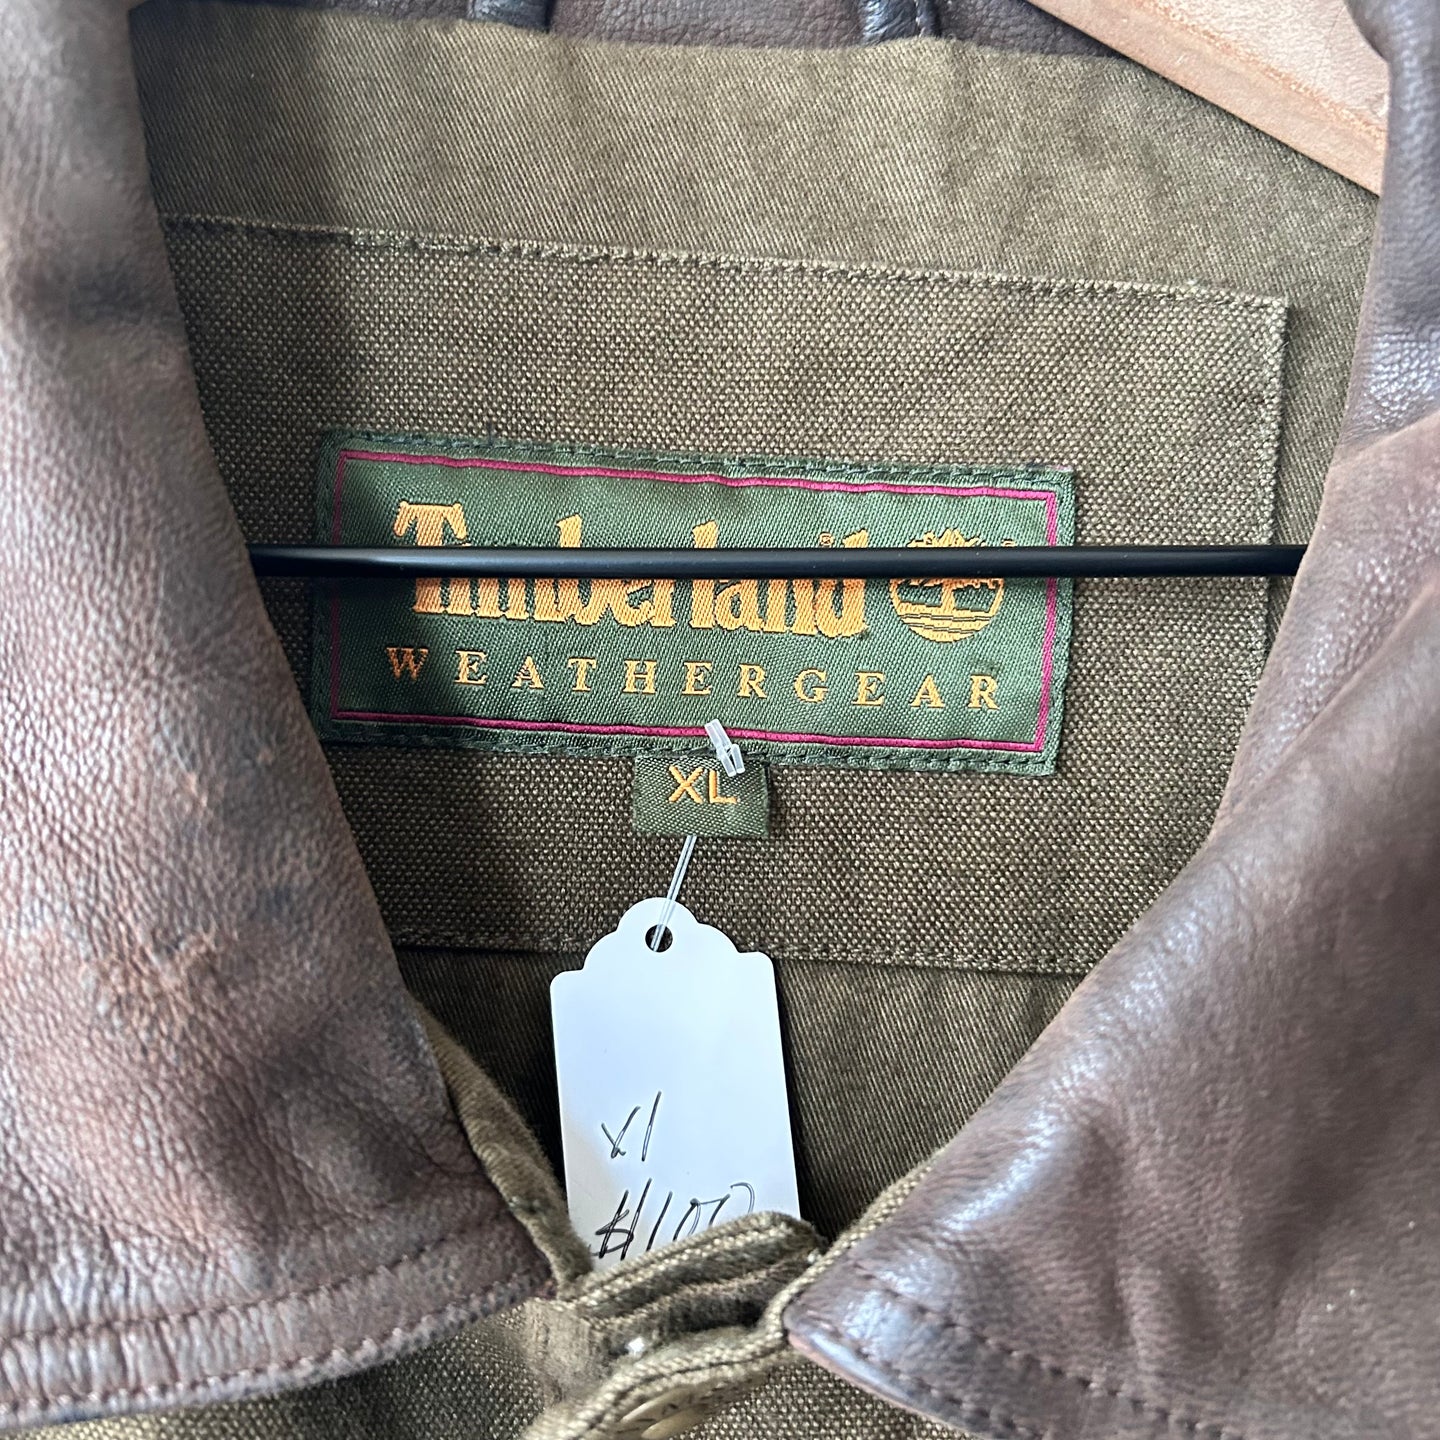 Timberland ®
WEATHERGEAR
XL
xl
$100